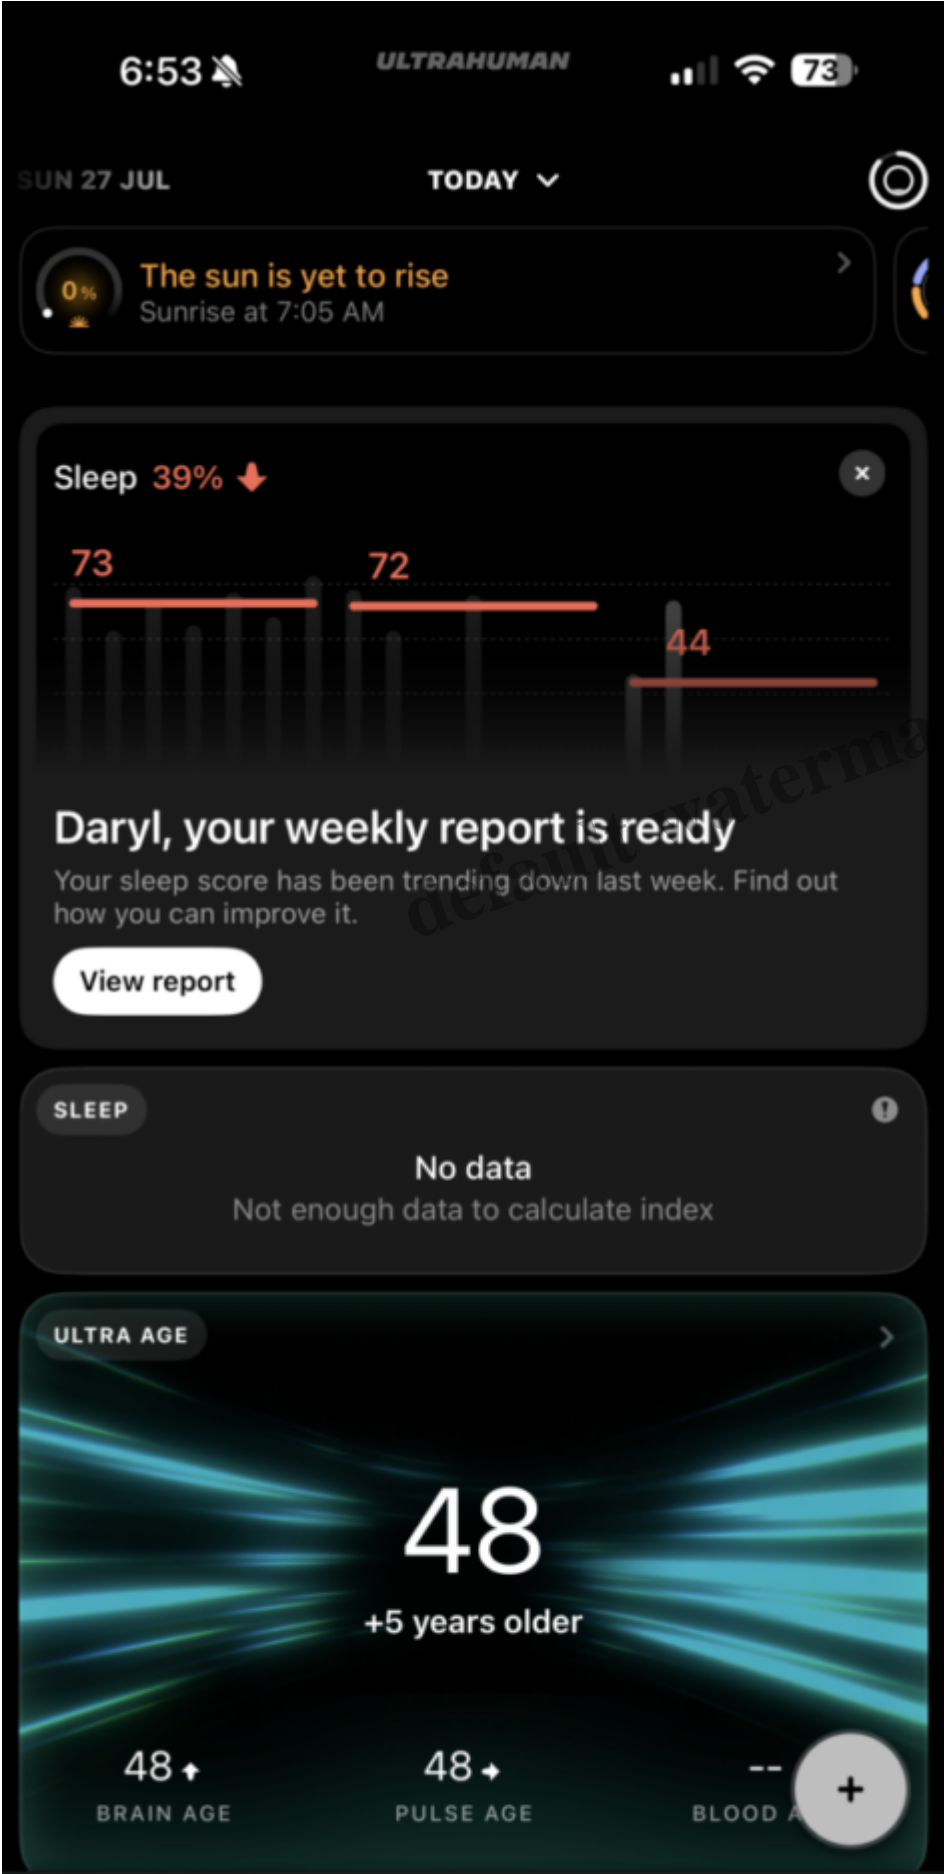 6:53
ULTRAHUMAN
73
SUN 27 JUL
TODAY
0%
The sun is yet to rise
Sunrise at 7:05 AM
Sleep 39%
73
72
44
Daryl, your weekly report is ready
Your sleep score has been trending down last week. Find out
how you can improve it.
default waterma
View report
SLEEP
No data
Not enough data to calculate index
ULTRA AGE
48
+5 years older
48
48
--
BRAIN AGE
PULSE AGE
BLOOD A
+